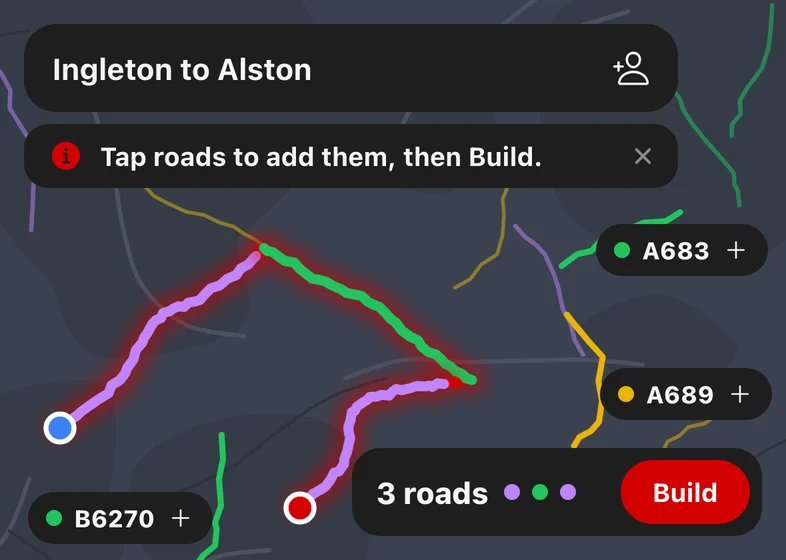 Ingleton to Alston
Tap roads to add them, then Build.
A683 +
A689 +
3 roads
Build
B6270 +